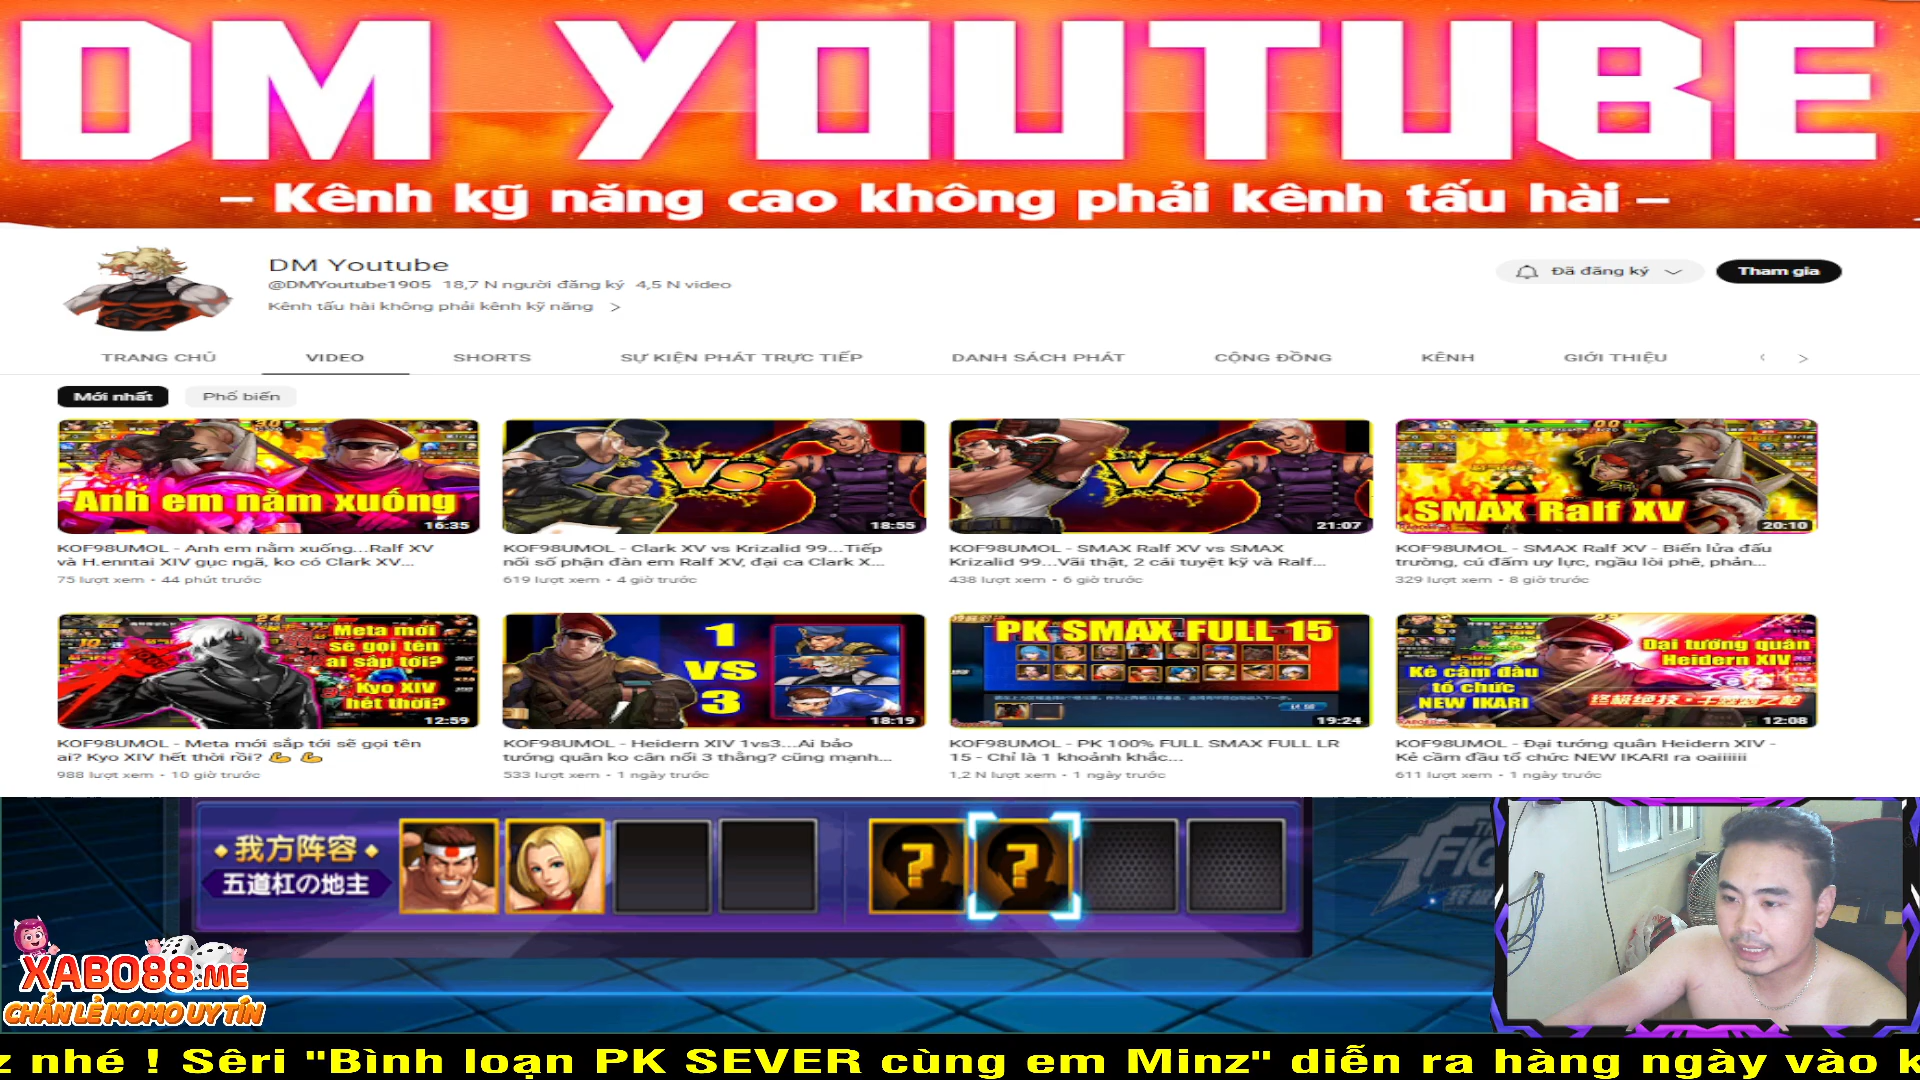 DM YOUTUBE
– Kênh kỹ năng cao không phải kênh tấu hài –
DM Youtube
@DMYoutube1905 18,7 N người đăng ký 4,5 N video
Kênh tấu hài không phải kênh kỹ năng >
Đã đăng ký
Tham gia
TRANG CHỦ VIDEO SHORTS SỰ KIỆN PHÁT TRỰC TIẾP DANH SÁCH PHÁT CỘNG ĐỒNG KÊNH GIỚI THIỆU
Mới nhất Phổ biến
Anh em nằm xuống
16:35
VS
18:55
VS
21:07
SMAX Ralf XV
20:10
KOF98UMOL - Anh em nằm xuống...Ralf XV
và H.enntai XIV gục ngã, ko có Clark XV...
75 lượt xem • 44 phút trước
KOF98UMOL - Clark XV vs Krizalid 99...Tiếp
nối số phận đàn em Ralf XV, đại ca Clark X...
619 lượt xem • 4 giờ trước
KOF98UMOL - SMAX Ralf XV vs SMAX
Krizalid 99...Vãi thật, 2 cái tuyệt kỹ và Ralf...
438 lượt xem • 6 giờ trước
KOF98UMOL - SMAX Ralf XV - Biển lửa đấu
trường, cú đấm uy lực, ngầu lòi phê, phản...
329 lượt xem • 8 giờ trước
Meta mới
sẽ gọi tên
ai sắp tới?
Kyo XIV
hết thời?
12:59
1
VS
3
18:19
PK SMAX FULL 15
19:24
Đại tướng quân
Heidern XIV
Kẻ cầm đầu
tổ chức
NEW IKARI
12:08
KOF98UMOL - Meta mới sắp tới sẽ gọi tên
ai? Kyo XIV hết thời rồi? 💪 💪
988 lượt xem • 10 giờ trước
KOF98UMOL - Heidern XIV 1vs3...Ai bảo
tướng quân ko cân nổi 3 thằng? cũng mạnh...
533 lượt xem • 1 ngày trước
KOF98UMOL - PK 100% FULL SMAX FULL LR
15 - Chỉ là 1 khoảnh khắc...
1,2 N lượt xem • 1 ngày trước
KOF98UMOL - Đại tướng quân Heidern XIV -
Kẻ cầm đầu tổ chức NEW IKARI ra oaiiiiii
611 lượt xem • 1 ngày trước
我方阵容
五道杠の地主
? ?
XABO88.ME
CHẴN LẺ MOMO UY TÍN
z nhé ! Sêri "Bình loạn PK SEVER cùng em Minz" diễn ra hàng ngày vào k